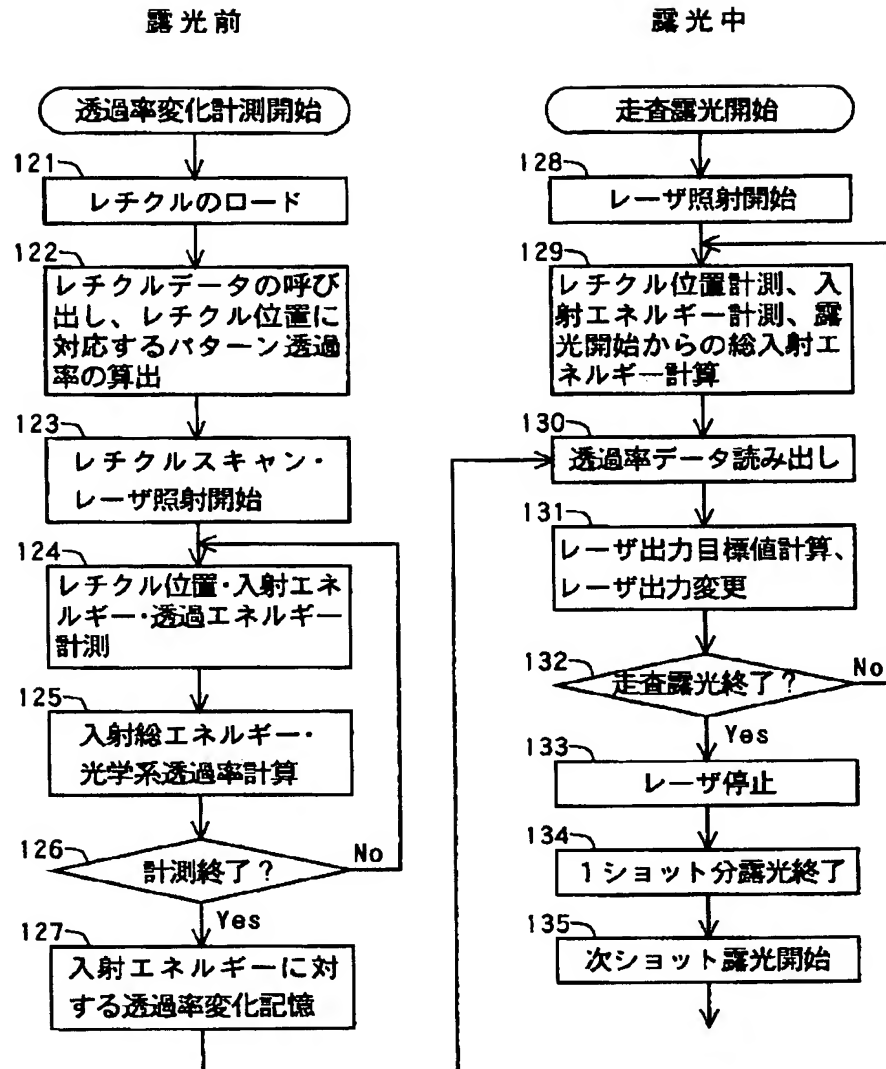 露光前
透過率変化計測開始
121
レチクルのロード
122
レチクルデータの呼び
出し、レチクル位置に
対応するパターン透過
率の算出
123
レチクルスキャン・
レーザ照射開始
124
レチクル位置・入射エネ
ルギー・透過エネルギー
計測
125
入射総エネルギー・
光学系透過率計算
126
計測終了?
No
Yes
127
入射エネルギーに対
する透過率変化記憶
露光中
走査露光開始
128
レーザ照射開始
129
レチクル位置計測、入
射エネルギー計測、露
光開始からの総入射エ
ネルギー計算
130
透過率データ読み出し
131
レーザ出力目標値計算、
レーザ出力変更
132
走査露光終了?
No
Yes
133
レーザ停止
134
1ショット分露光終了
135
次ショット露光開始